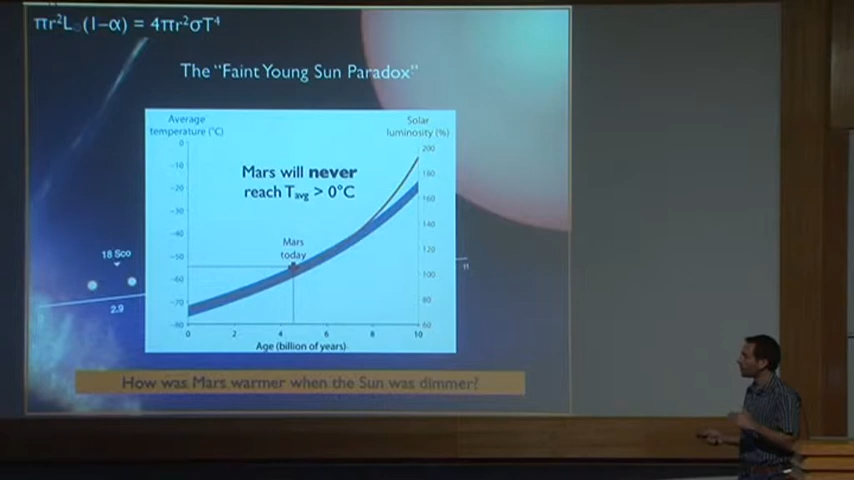 πr²L☉(1-α) = 4πr²σT⁴
The "Faint Young Sun Paradox"
Average
temperature (°C)
Solar
luminosity (%)
0
-10
-20
-30
-40
-50
-60
-70
-80
200
180
160
140
120
100
80
60
Mars will never
reach Tavg > 0°C
Mars
today
0 2 4 6 8 10
Age (billion of years)
18 Sco
2.9
How was Mars warmer when the Sun was dimmer?